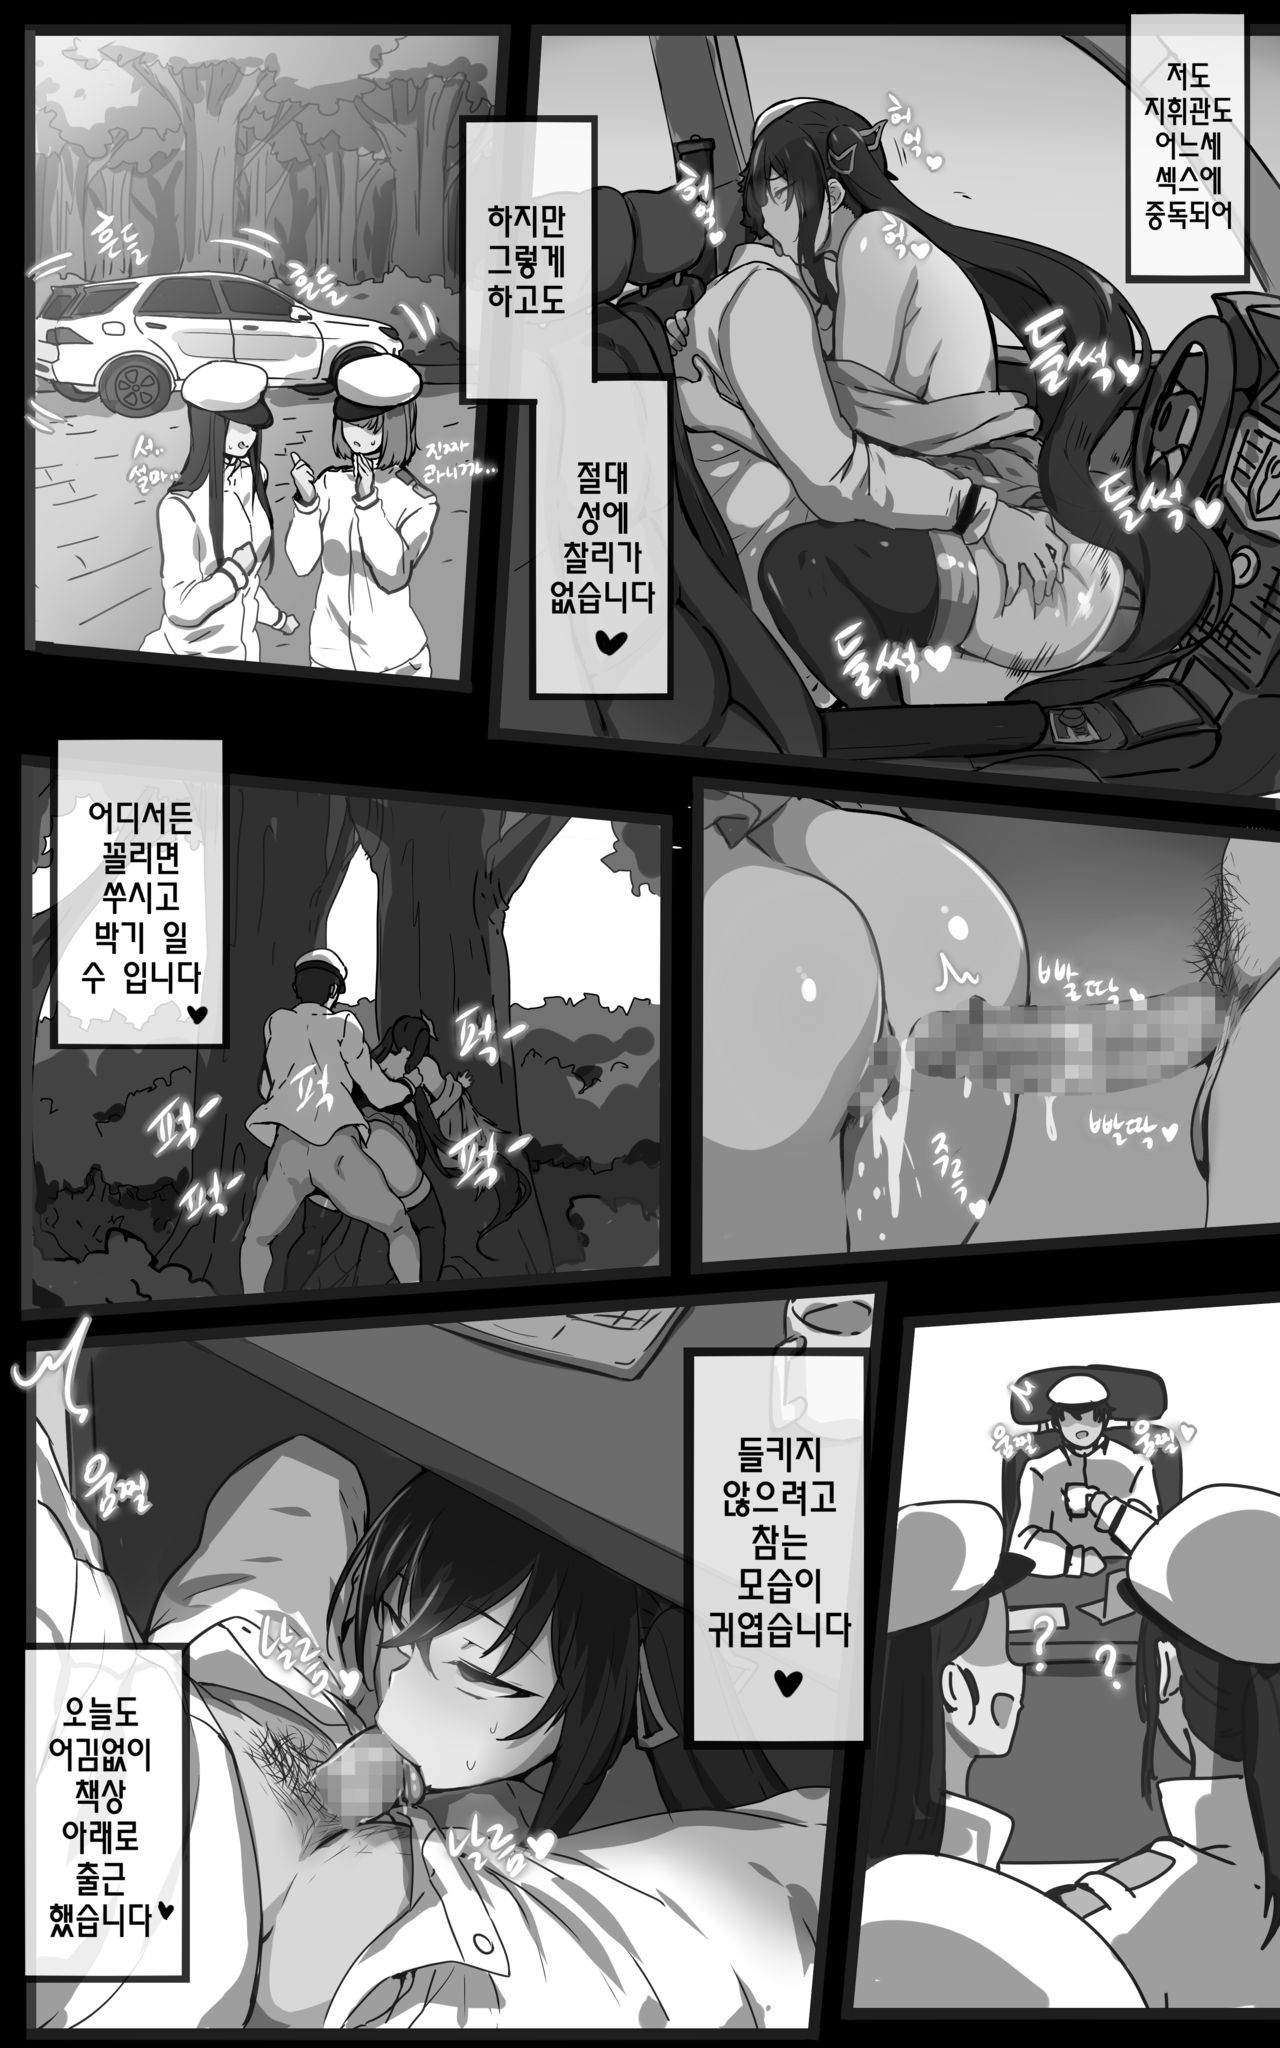 저도
지휘관도
어느세
섹스에
중독되어
허억
허억
헉
들썩
들썩
들썩
하지만
그렇게
하고도
절대
성에
찰리가
없습니다
흔들
흔들
서..
설마..
진짜
라니까..
어디서든
꼴리면
쑤시고
박기 일
수 입니다
퍽-
퍽
퍽-
퍽-
퍽-
빨딱
빨딱
주륵
들키지
않으려고
참는
모습이
귀엽습니다
움찔
움찔
?
?
움찔
날름
날름
오늘도
어김없이
책상
아래로
출근
했습니다